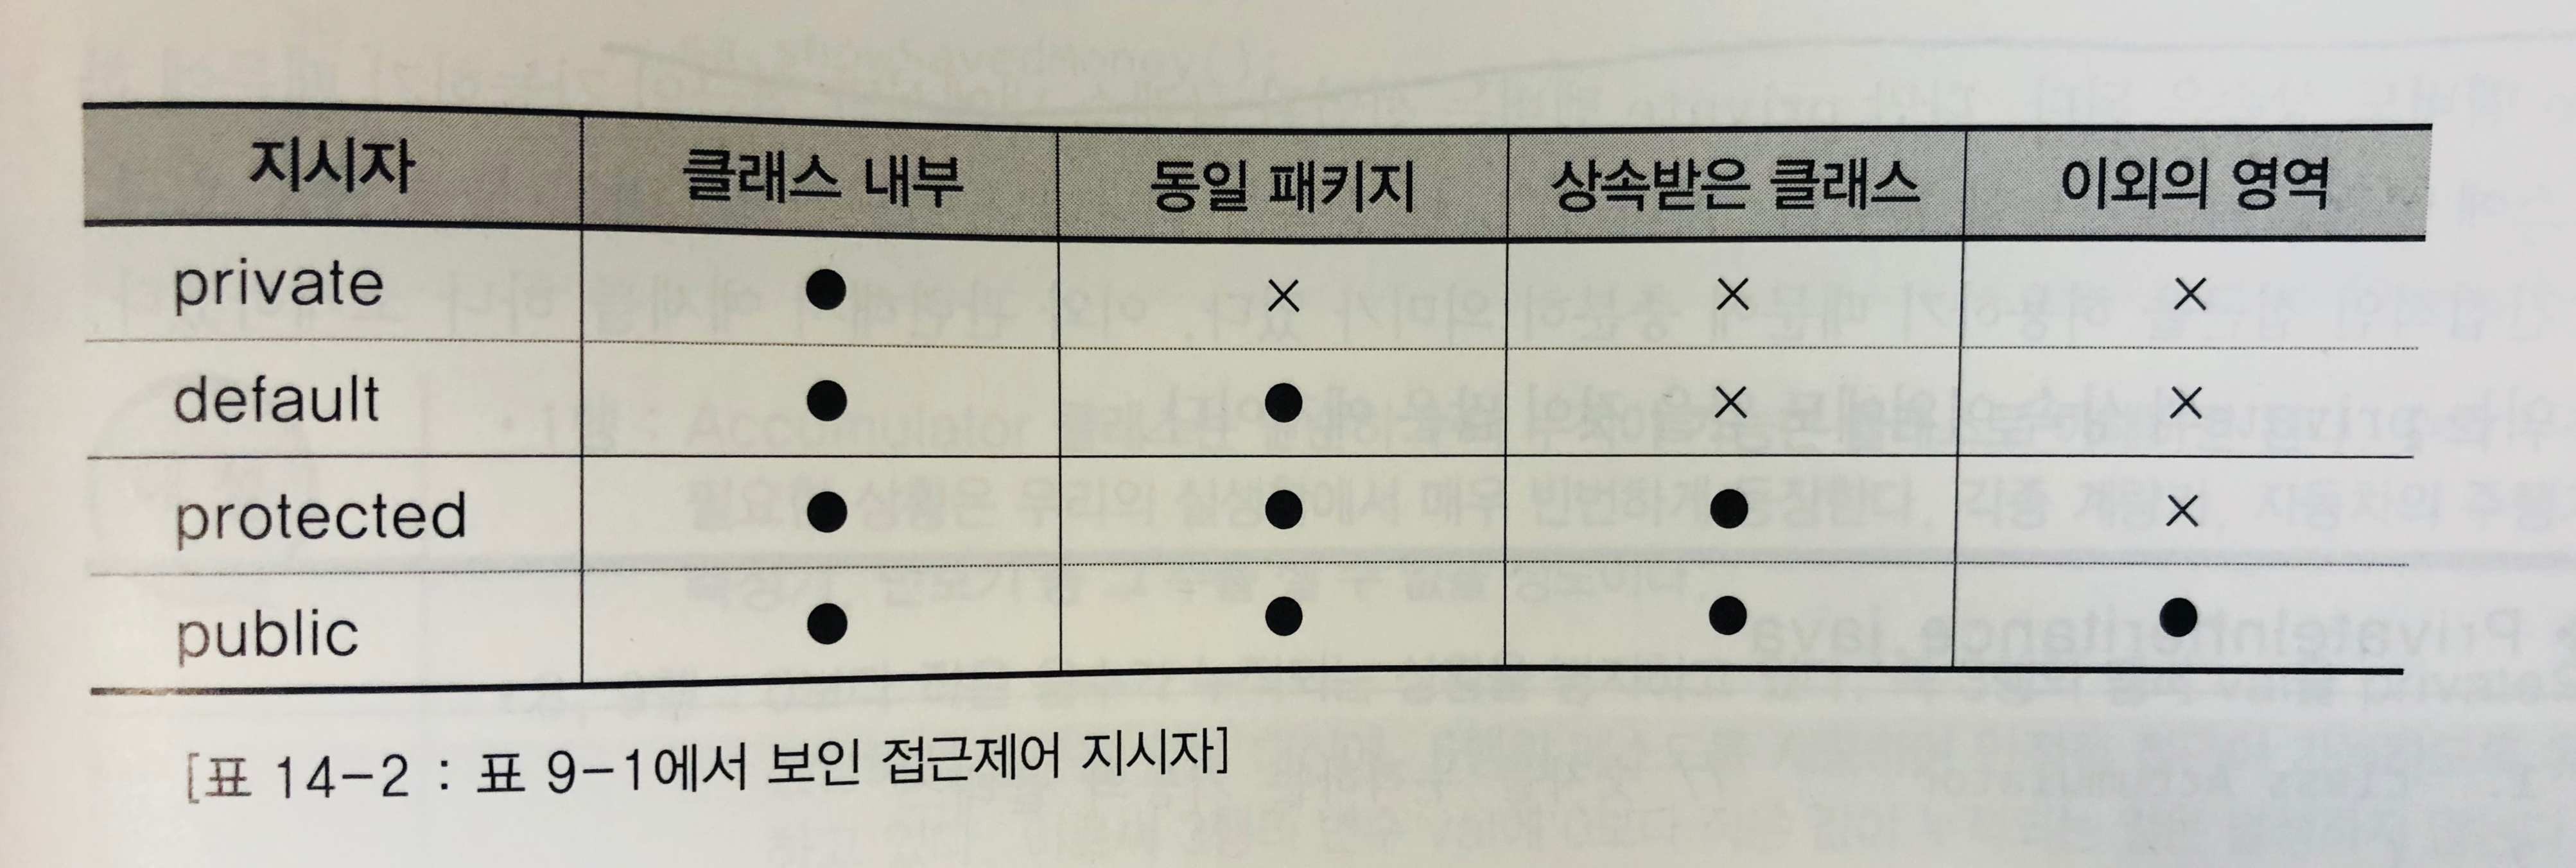 지시자 클래스 내부 동일 패키지 상속받은 클래스 이외의 영역
private ● × × ×
default ● ● × ×
protected ● ● ● ×
public ● ● ● ●
[표 14-2 : 표 9-1에서 보인 접근제어 지시자]